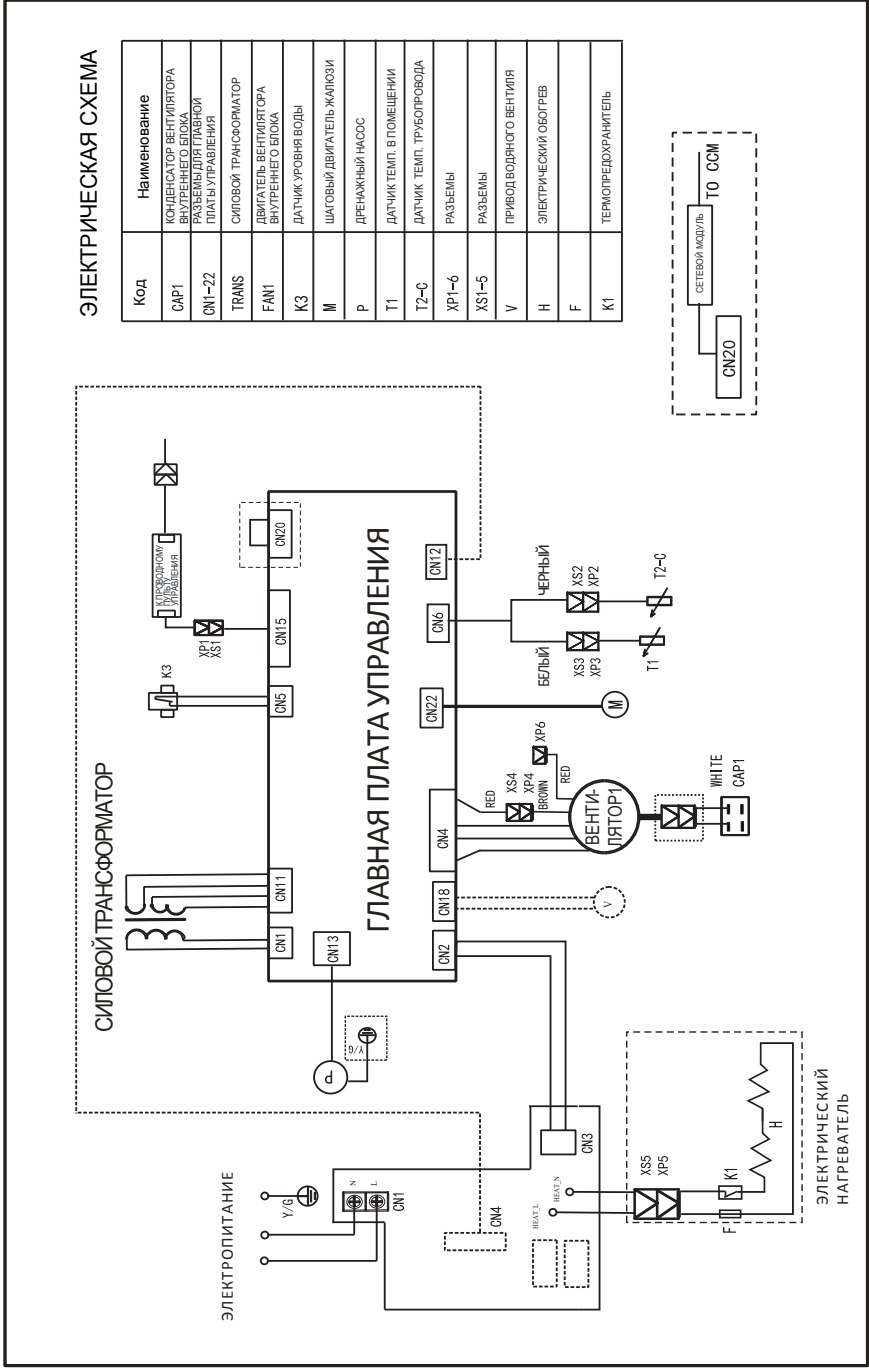 ЭЛЕКТРИЧЕСКАЯ СХЕМА
Код Наименование
CAP1 КОНДЕНСАТОР ВЕНТИЛЯТОРА
ВНУТРЕННЕГО БЛОКА
CN1-22 РАЗЪЕМЫ ДЛЯ ГЛАВНОЙ
ПЛАТЫ УПРАВЛЕНИЯ
TRANS СИЛОВОЙ ТРАНСФОРМАТОР
FAN1 ДВИГАТЕЛЬ ВЕНТИЛЯТОРА
ВНУТРЕННЕГО БЛОКА
K3 ДАТЧИК УРОВНЯ ВОДЫ
M ШАГОВЫЙ ДВИГАТЕЛЬ ЖАЛЮЗИ
P ДРЕНАЖНЫЙ НАСОС
T1 ДАТЧИК ТЕМП. В ПОМЕЩЕНИИ
T2-C ДАТЧИК ТЕМП. ТРУБОПРОВОДА
XP1-6 РАЗЪЕМЫ
XS1-5 РАЗЪЕМЫ
V ПРИВОД ВОДЯНОГО ВЕНТИЛЯ
H ЭЛЕКТРИЧЕСКИЙ ОБОГРЕВ
F
K1 ТЕРМОПРЕДОХРАНИТЕЛЬ
CN20
СЕТЕВОЙ МОДУЛЬ
TO CCM
СИЛОВОЙ ТРАНСФОРМАТОР
K3
XP1
XS1
К ПРОВОДНОМУ
ПУЛЬТУ
УПРАВЛЕНИЯ
CN1
CN11
CN5
CN15
CN20
CN13
ГЛАВНАЯ ПЛАТА УПРАВЛЕНИЯ
CN2
CN18
CN4
CN22
CN6
CN12
P
Y/G
V
RED
XS4
XP4
BROWN
XP6
RED
ВЕНТИ-
ЛЯТОР1
WHITE
CAP1
M
БЕЛЫЙ
ЧЕРНЫЙ
XS3
XP3
XS2
XP2
T1
T2-C
ЭЛЕКТРОПИТАНИЕ
Y/G
N
L
CN1
CN4
CN3
HEAT_L
HEAT_N
XS5
XP5
K1
F
H
ЭЛЕКТРИЧЕСКИЙ
НАГРЕВАТЕЛЬ